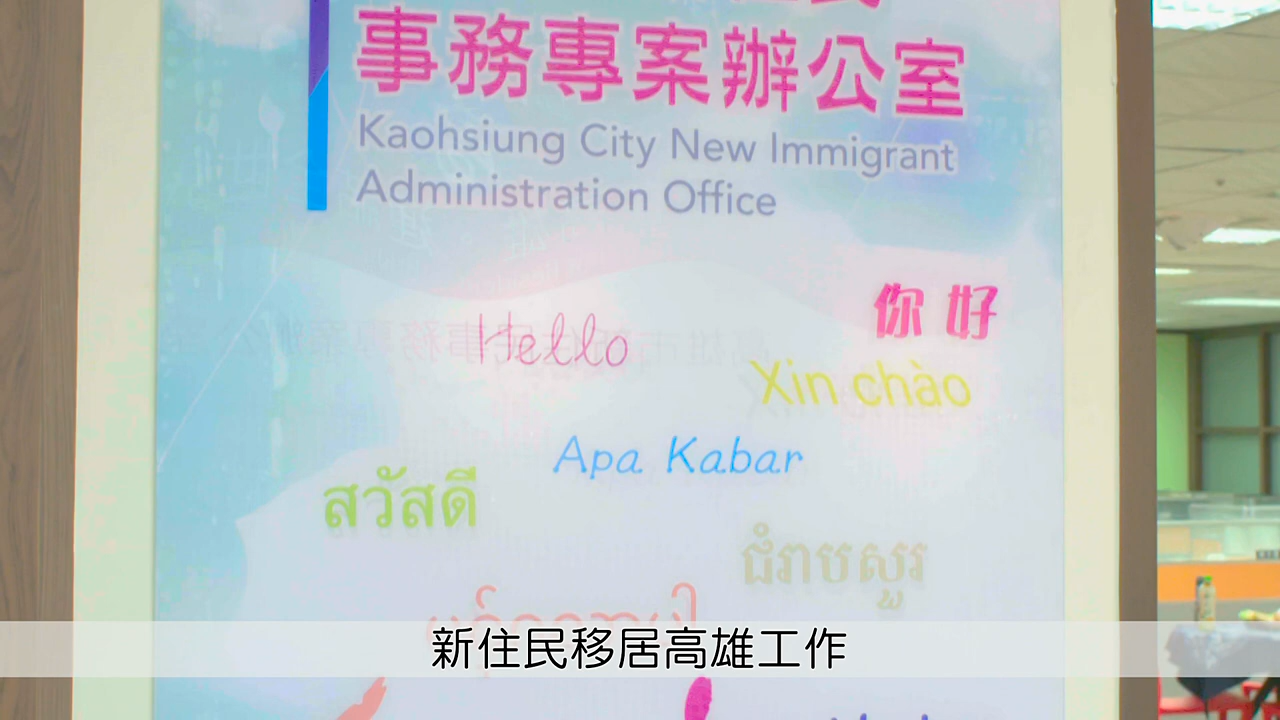 事務專案辦公室
Kaohsiung City New Immigrant
Administration Office
你好
Hello
Xin chào
Apa Kabar
สวัสดี
ជំរាបសួរ
新住民移居高雄工作